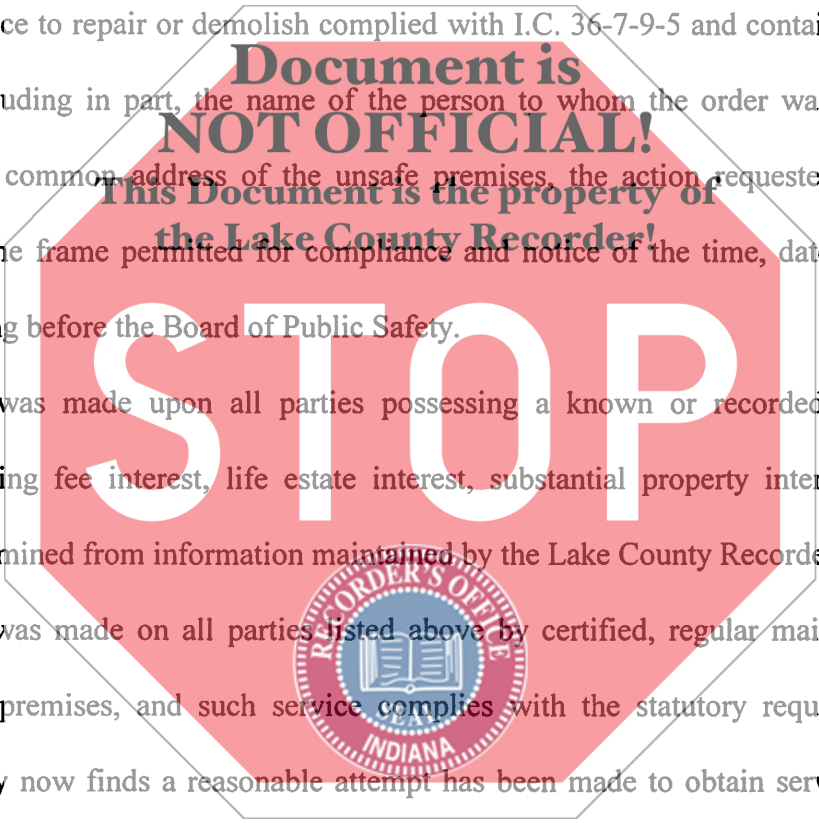 ce to repair or demolish complied with I.C. 36-7-9-5 and contai
Document is
uding in part, the name of the person to whom the order wa
NOT OFFICIAL!
common address of the unsafe premises, the action requeste
This Document is the property of
the Lake County Recorder!
e frame permitted for compliance and notice of the time, dat
g before the Board of Public Safety.
STOP
was made upon all parties possessing a known or recorded
ing fee interest, life estate interest, substantial property inter
mined from information maintained by the Lake County Recorde
RECORDER'S OFFICE
was made on all parties listed above by certified, regular mai
premises, and such service complies with the statutory requ
SEAL
INDIANA
now finds a reasonable attempt has been made to obtain serv